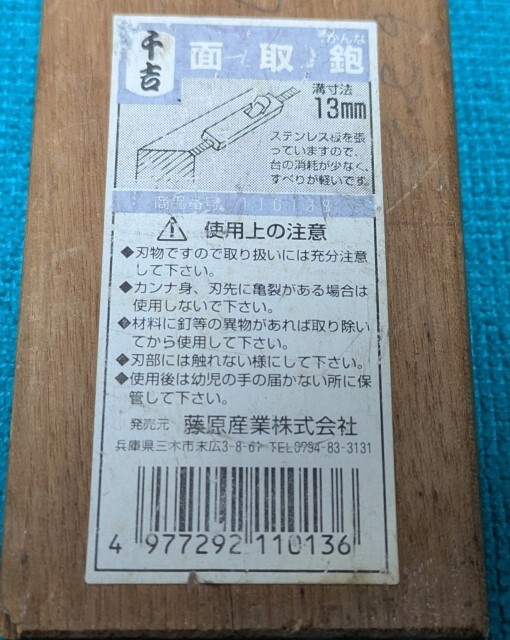 千吉
かんな
面取鉋
溝寸法
13mm
ステンレス板を張
っていますので、
台の消耗が少なく、
すべりが軽いです。
商品番号 110139
⚠ 使用上の注意
◆刃物ですので取り扱いには充分注意
して下さい。
◆カンナ身、刃先に亀裂がある場合は
使用しないで下さい。
◆材料に釘等の異物があれば取り除い
てから使用して下さい。
◆刃部には触れない様にして下さい。
◆使用後は幼児の手の届かない所に保
管して下さい。
発売元 藤原産業株式会社
兵庫県三木市末広3-8-61 TEL0794-83-3131
4 977292 110136